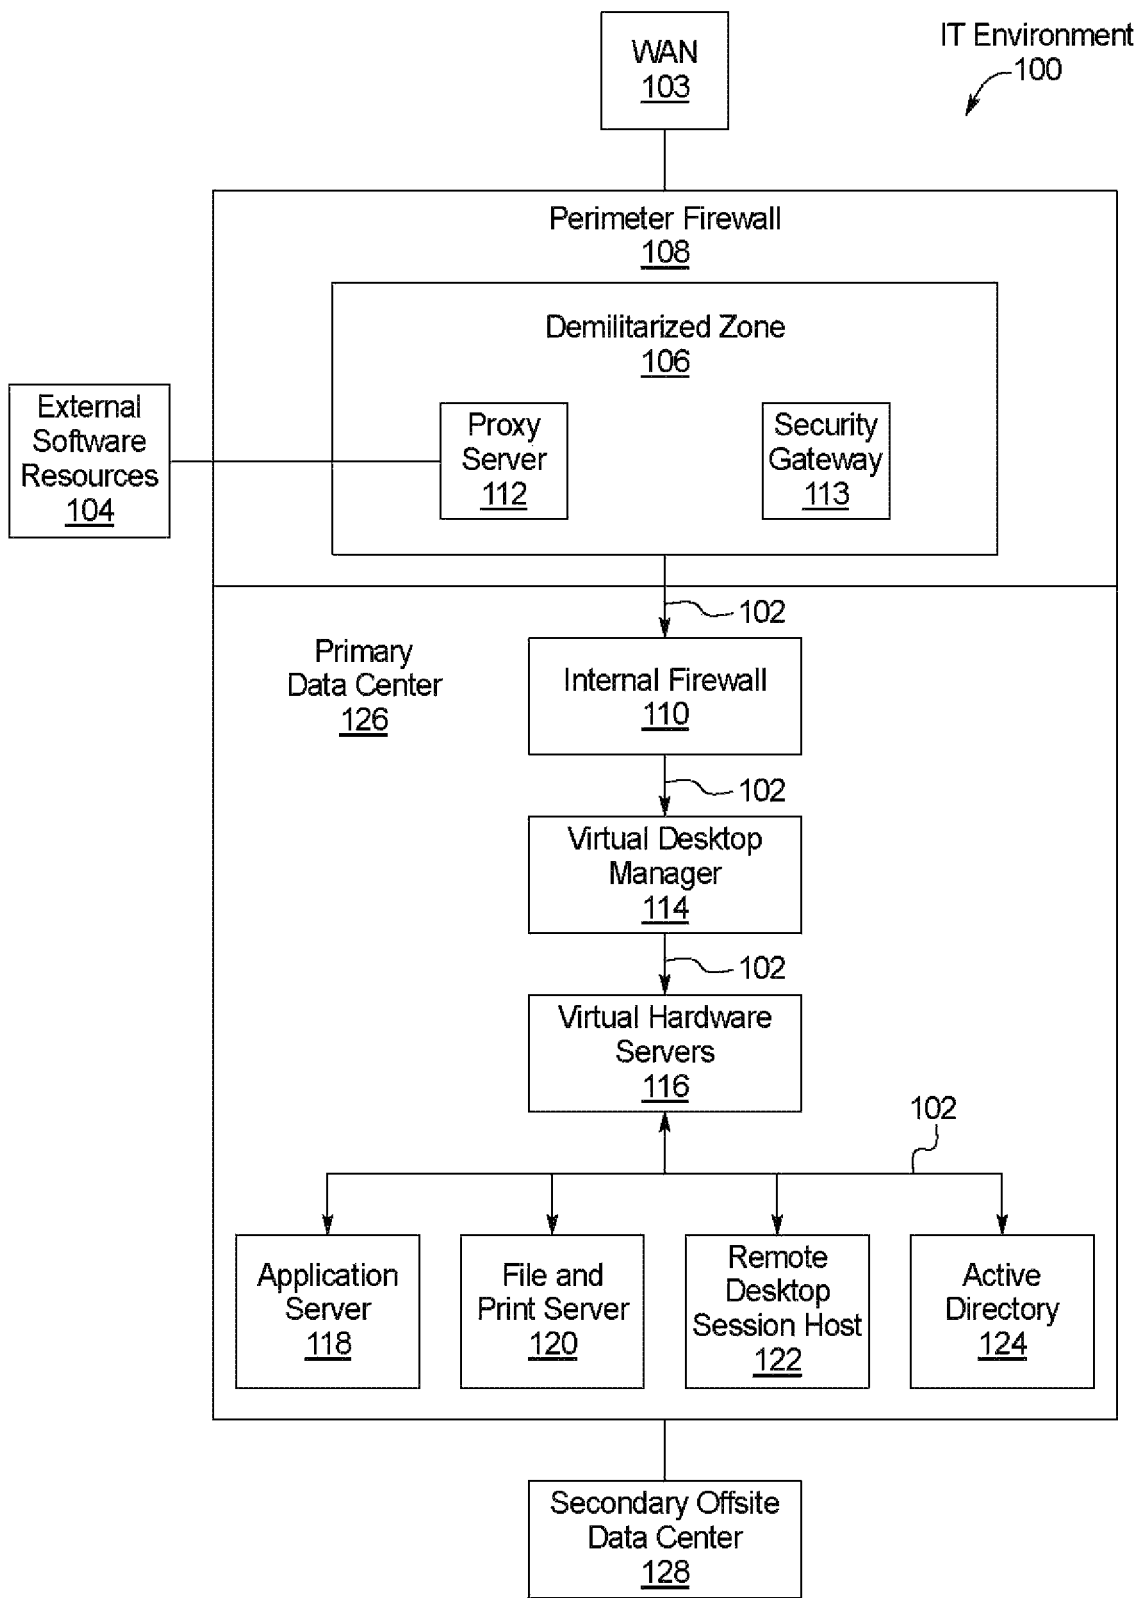 WAN
103
IT Environment
100
Perimeter Firewall
108
Demilitarized Zone
106
External
Software
Resources
104
Proxy
Server
112
Security
Gateway
113
102
Primary
Data Center
126
Internal Firewall
110
102
Virtual Desktop
Manager
114
102
Virtual Hardware
Servers
116
102
Application
Server
118
File and
Print Server
120
Remote
Desktop
Session Host
122
Active
Directory
124
Secondary Offsite
Data Center
128